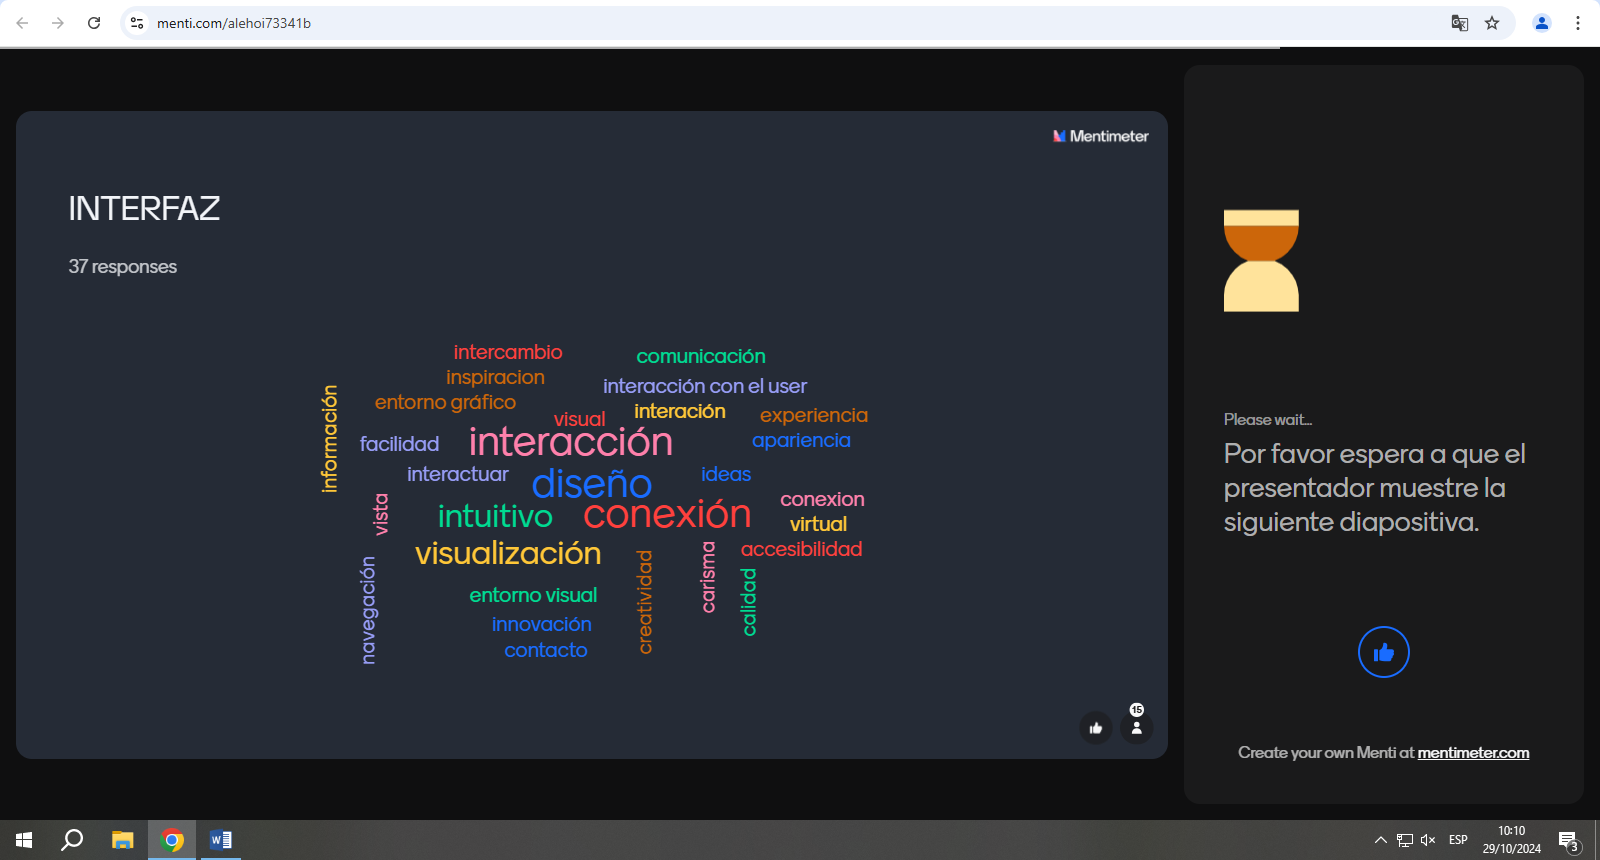 menti.com/alehoi73341b
Mentimeter
INTERFAZ
37 responses
intercambio
comunicación
inspiracion
interacción con el user
información
entorno gráfico
visual
interación
experiencia
facilidad
interacción
apariencia
interactuar
diseño
ideas
vista
intuitivo
conexión
conexion
virtual
visualización
creatividad
carisma
accesibilidad
navegación
calidad
entorno visual
innovación
contacto
15
Please wait...
Por favor espera a que el
presentador muestre la
siguiente diapositiva.
Create your own Menti at mentimeter.com
W
ESP
10:10
29/10/2024
3